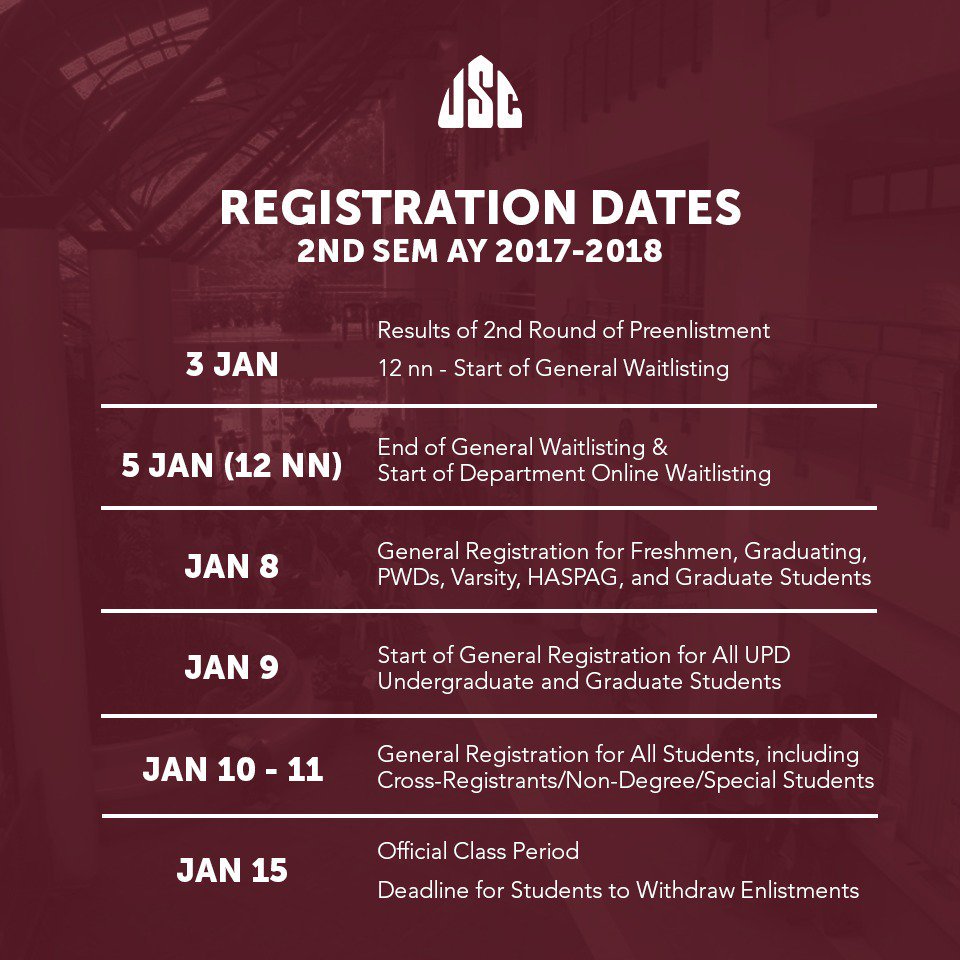 USC
REGISTRATION DATES
2ND SEM AY 2017-2018
3 JAN
Results of 2nd Round of Preenlistment
12 nn - Start of General Waitlisting
5 JAN (12 NN)
End of General Waitlisting &
Start of Department Online Waitlisting
JAN 8
General Registration for Freshmen, Graduating,
PWDs, Varsity, HASPAG, and Graduate Students
JAN 9
Start of General Registration for All UPD
Undergraduate and Graduate Students
JAN 10 - 11
General Registration for All Students, including
Cross-Registrants/Non-Degree/Special Students
JAN 15
Official Class Period
Deadline for Students to Withdraw Enlistments